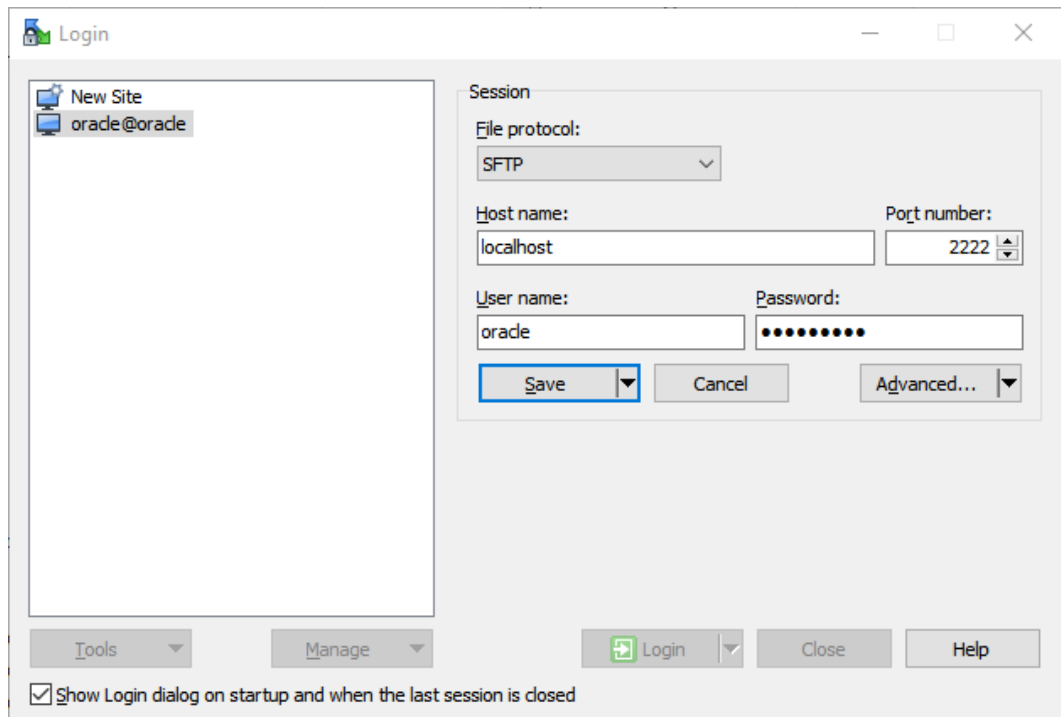 Login
New Site
oracle@oracle
Session
File protocol:
SFTP
Host name:
Port number:
localhost
2222
User name:
Password:
oracle
●●●●●●●●●
Save
Cancel
Advanced...
Tools
Manage
Login
Close
Help
Show Login dialog on startup and when the last session is closed